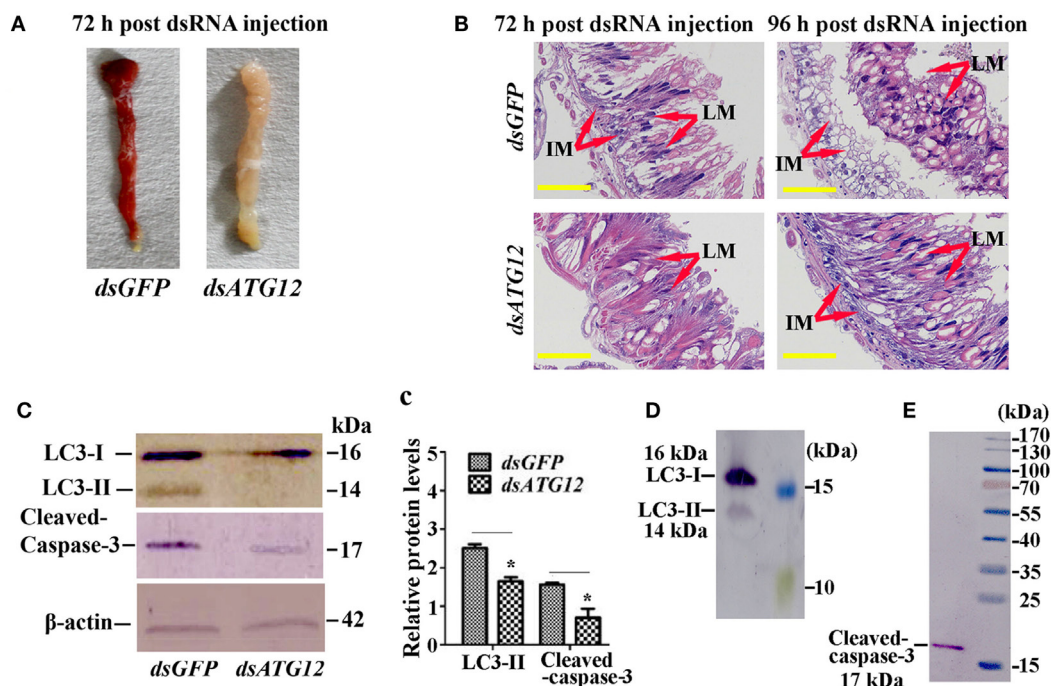 A
72 h post dsRNA injection
dsGFP
dsATG12
B
72 h post dsRNA injection
96 h post dsRNA injection
dsGFP
IM
LM
IM
LM
dsATG12
LM
IM
LM
C
kDa
LC3-I
16
LC3-II
14
Cleaved-
Caspase-3
17
β-actin
42
dsGFP
dsATG12
c
Relative protein levels
5
4
3
2
1
0
dsGFP
dsATG12
*
*
LC3-II
Cleaved
-caspase-3
D
16 kDa
(kDa)
LC3-I
15
LC3-II
14 kDa
10
E
(kDa)
170
130
100
70
55
40
35
25
15
Cleaved-
caspase-3
17 kDa